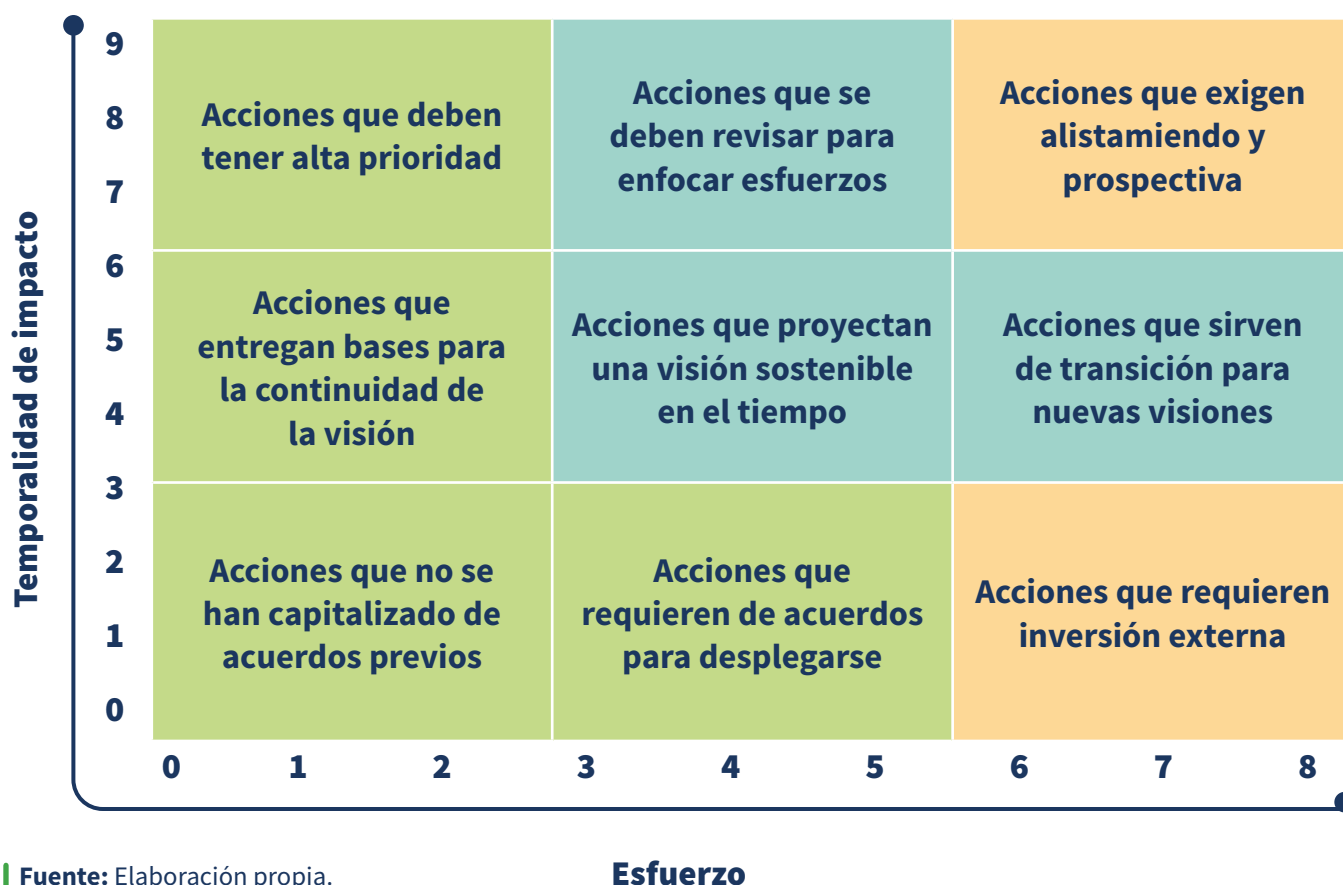 Temporalidad de impacto
9
8
7
6
5
4
3
2
1
0
Acciones que deben
tener alta prioridad
Acciones que se
deben revisar para
enfocar esfuerzos
Acciones que exigen
alistamiendo y
prospectiva
Acciones que
entregan bases para
la continuidad de
la visión
Acciones que proyectan
una visión sostenible
en el tiempo
Acciones que sirven
de transición para
nuevas visiones
Acciones que no se
han capitalizado de
acuerdos previos
Acciones que
requieren de acuerdos
para desplegarse
Acciones que requieren
inversión externa
0 1 2 3 4 5 6 7 8
Esfuerzo
Fuente: Elaboración propia.